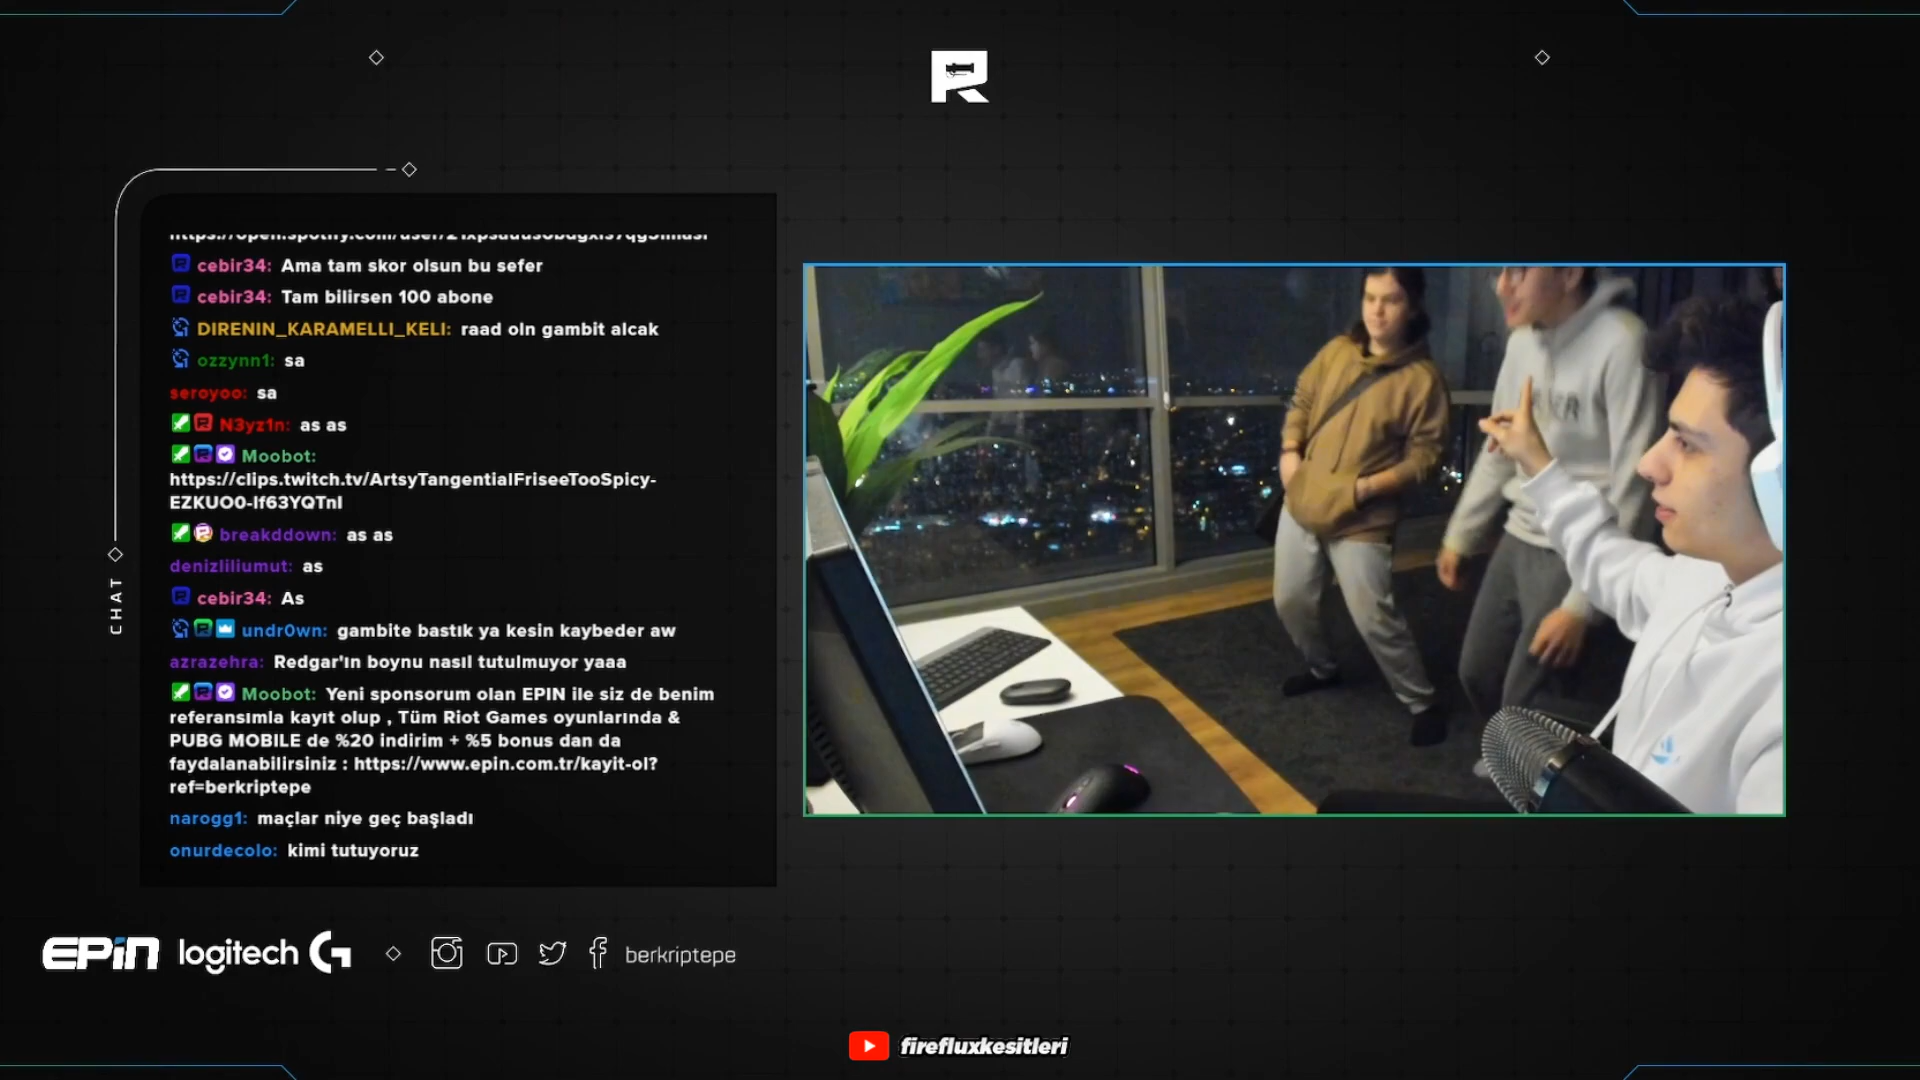 cebir34: Ama tam skor olsun bu sefer
cebir34: Tam bilirsen 100 abone
DIRENIN_KARAMELLI_KELI: raad oln gambit alcak
ozzynn1: sa
seroyoo: sa
N3yz1n: as as
Moobot:
https://clips.twitch.tv/ArtsyTangentialFriseeTooSpicy-
EZKUO0-If63YQTnI
breakddown: as as
denizliliumut: as
cebir34: As
undr0wn: gambite bastık ya kesin kaybeder aw
azrazehra: Redgar'ın boynu nasıl tutulmuyor yaaa
Moobot: Yeni sponsorum olan EPIN ile siz de benim
referansımla kayıt olup , Tüm Riot Games oyunlarında &
PUBG MOBILE de %20 indirim + %5 bonus dan da
faydalanabilirsiniz : https://www.epin.com.tr/kayit-ol?
ref=berkriptepe
narogg1: maçlar niye geç başladı
onurdecolo: kimi tutuyoruz
CHAT
EPiN logitech G berkriptepe
firefluxkesitleri